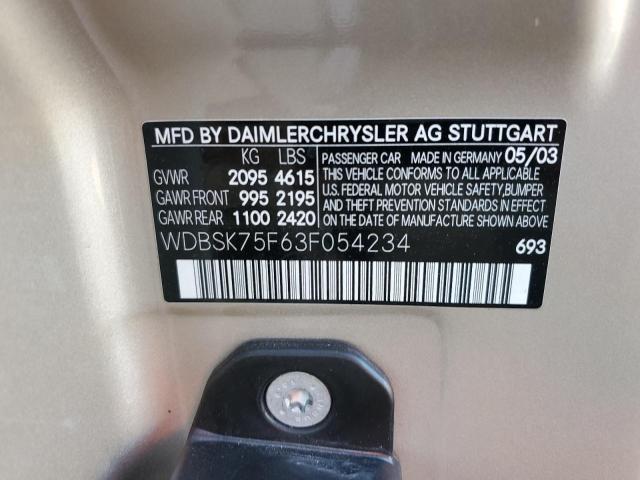 MFD BY DAIMLERCHRYSLER AG STUTTGART
KG LBS
GVWR 2095 4615
GAWR FRONT 995 2195
GAWR REAR 1100 2420
PASSENGER CAR MADE IN GERMANY 05/03
THIS VEHICLE CONFORMS TO ALL APPLICABLE
U.S. FEDERAL MOTOR VEHICLE SAFETY, BUMPER
AND THEFT PREVENTION STANDARDS IN EFFECT
ON THE DATE OF MANUFACTURE SHOWN ABOVE.
WDBSK75F63F054234
693